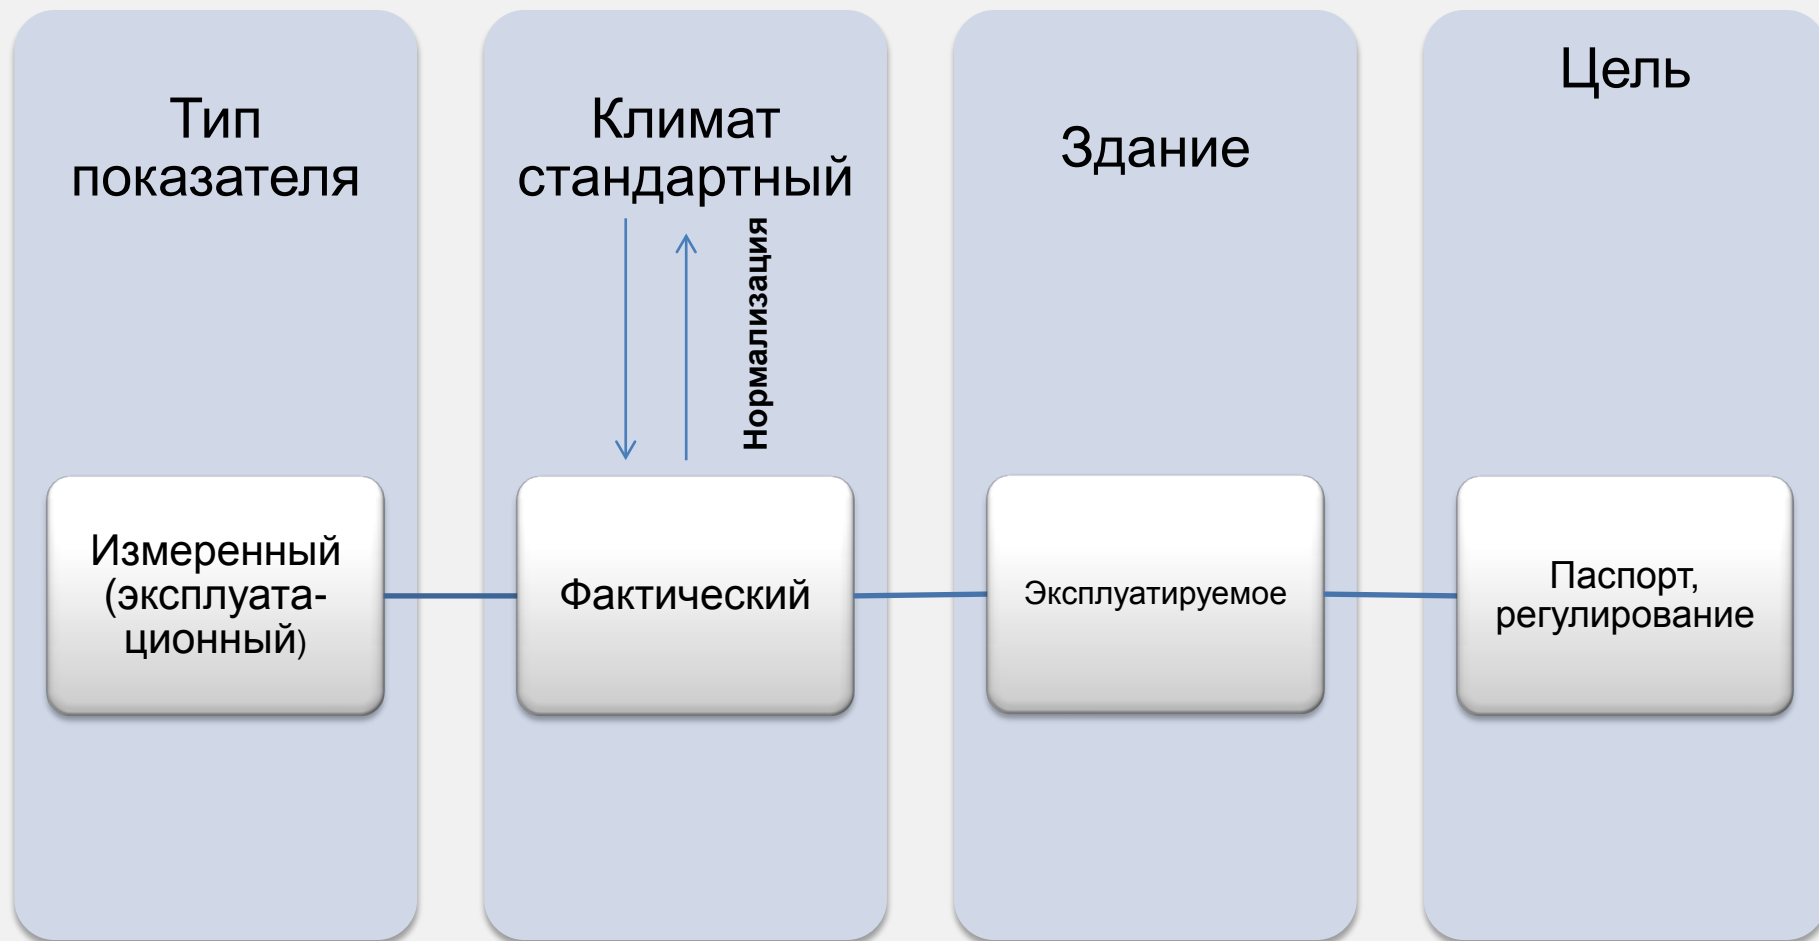 Тип
показателя
Климат
стандартный
Здание
Цель
Нормализация
Измеренный
(эксплуата-
ционный)
Фактический
Эксплуатируемое
Паспорт,
регулирование